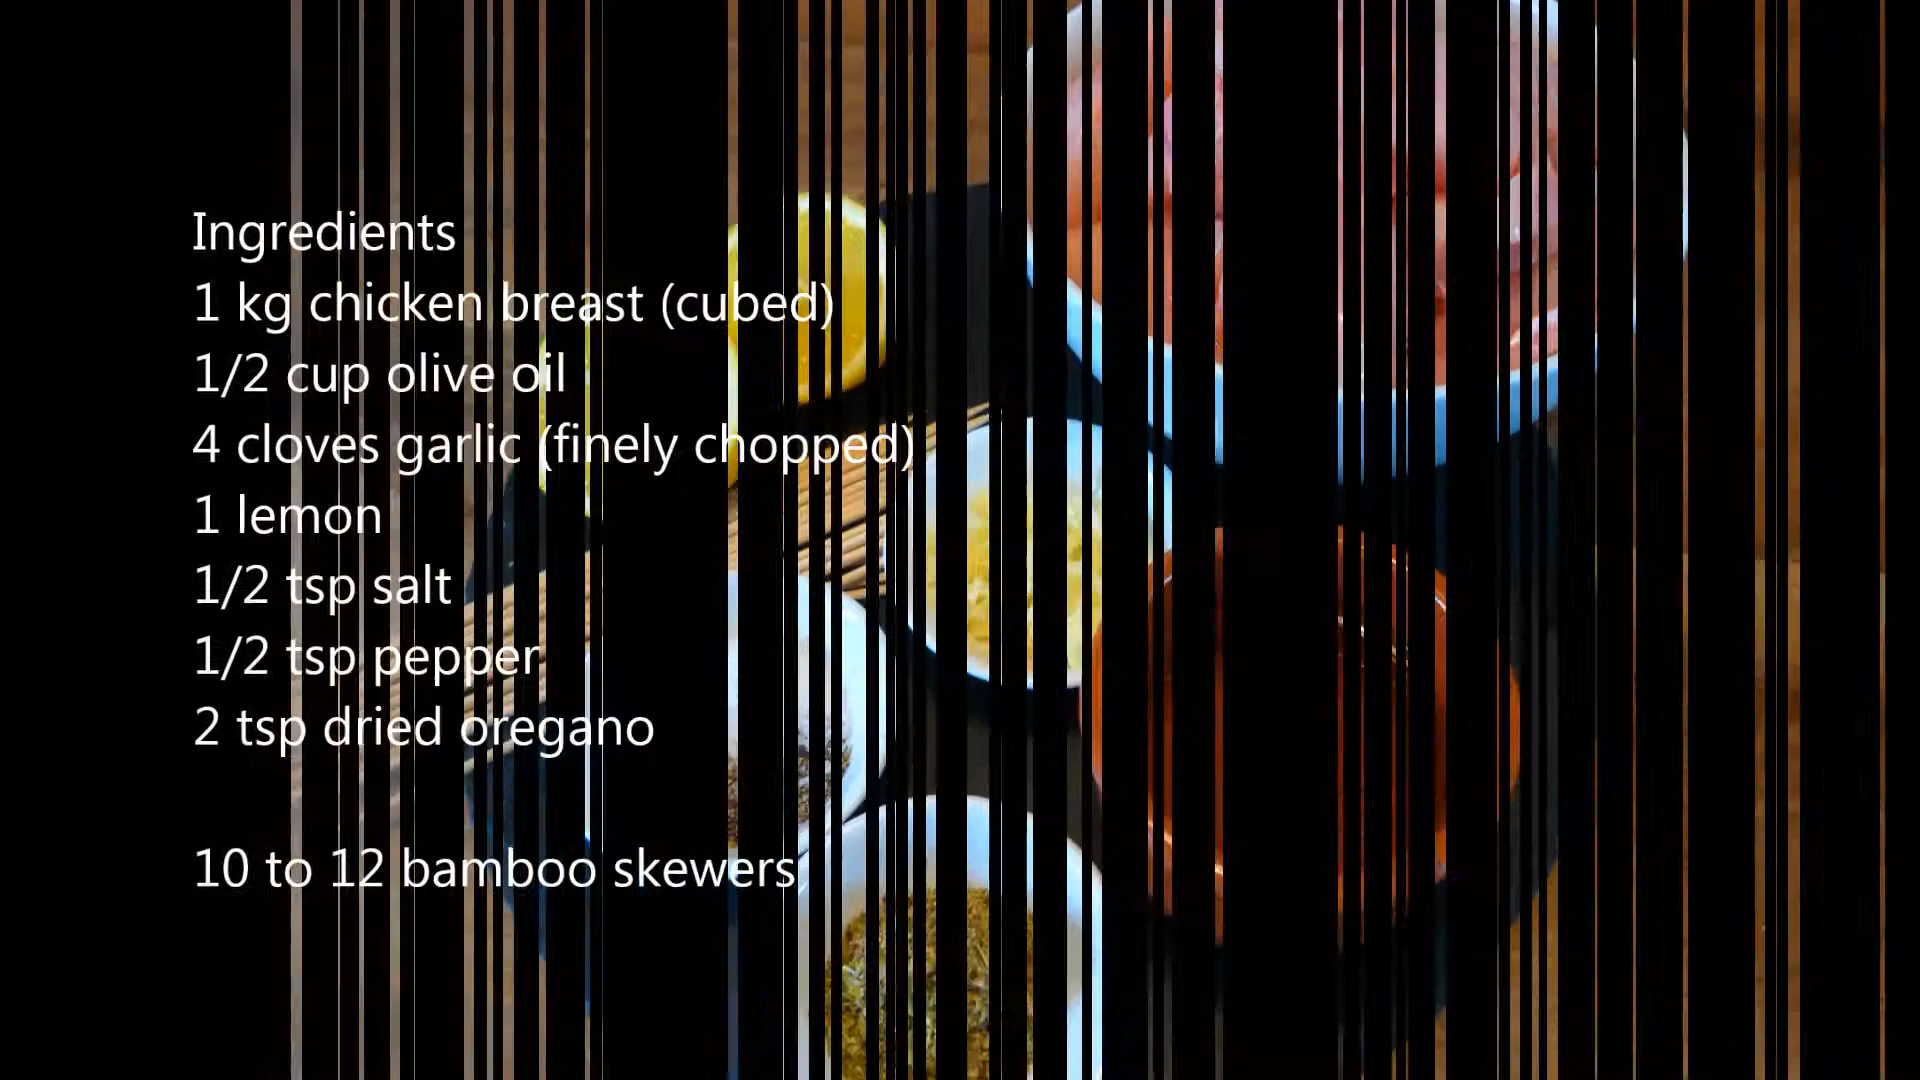 Ingredients
1 kg chicken breast (cubed)
1/2 cup olive oil
4 cloves garlic (finely chopped)
1 lemon
1/2 tsp salt
1/2 tsp pepper
2 tsp dried oregano
10 to 12 bamboo skewers